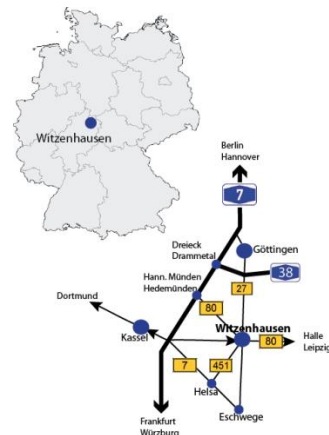 Witzenhausen
Berlin
Hannover
7
Dreieck
Drammetal
Göttingen
38
Hann. Münden
Hedemünden
27
Dortmund
80
Witzenhausen
Kassel
80
Halle
Leipzig
7
451
Helsa
Eschwege
Frankfurt
Würzburg